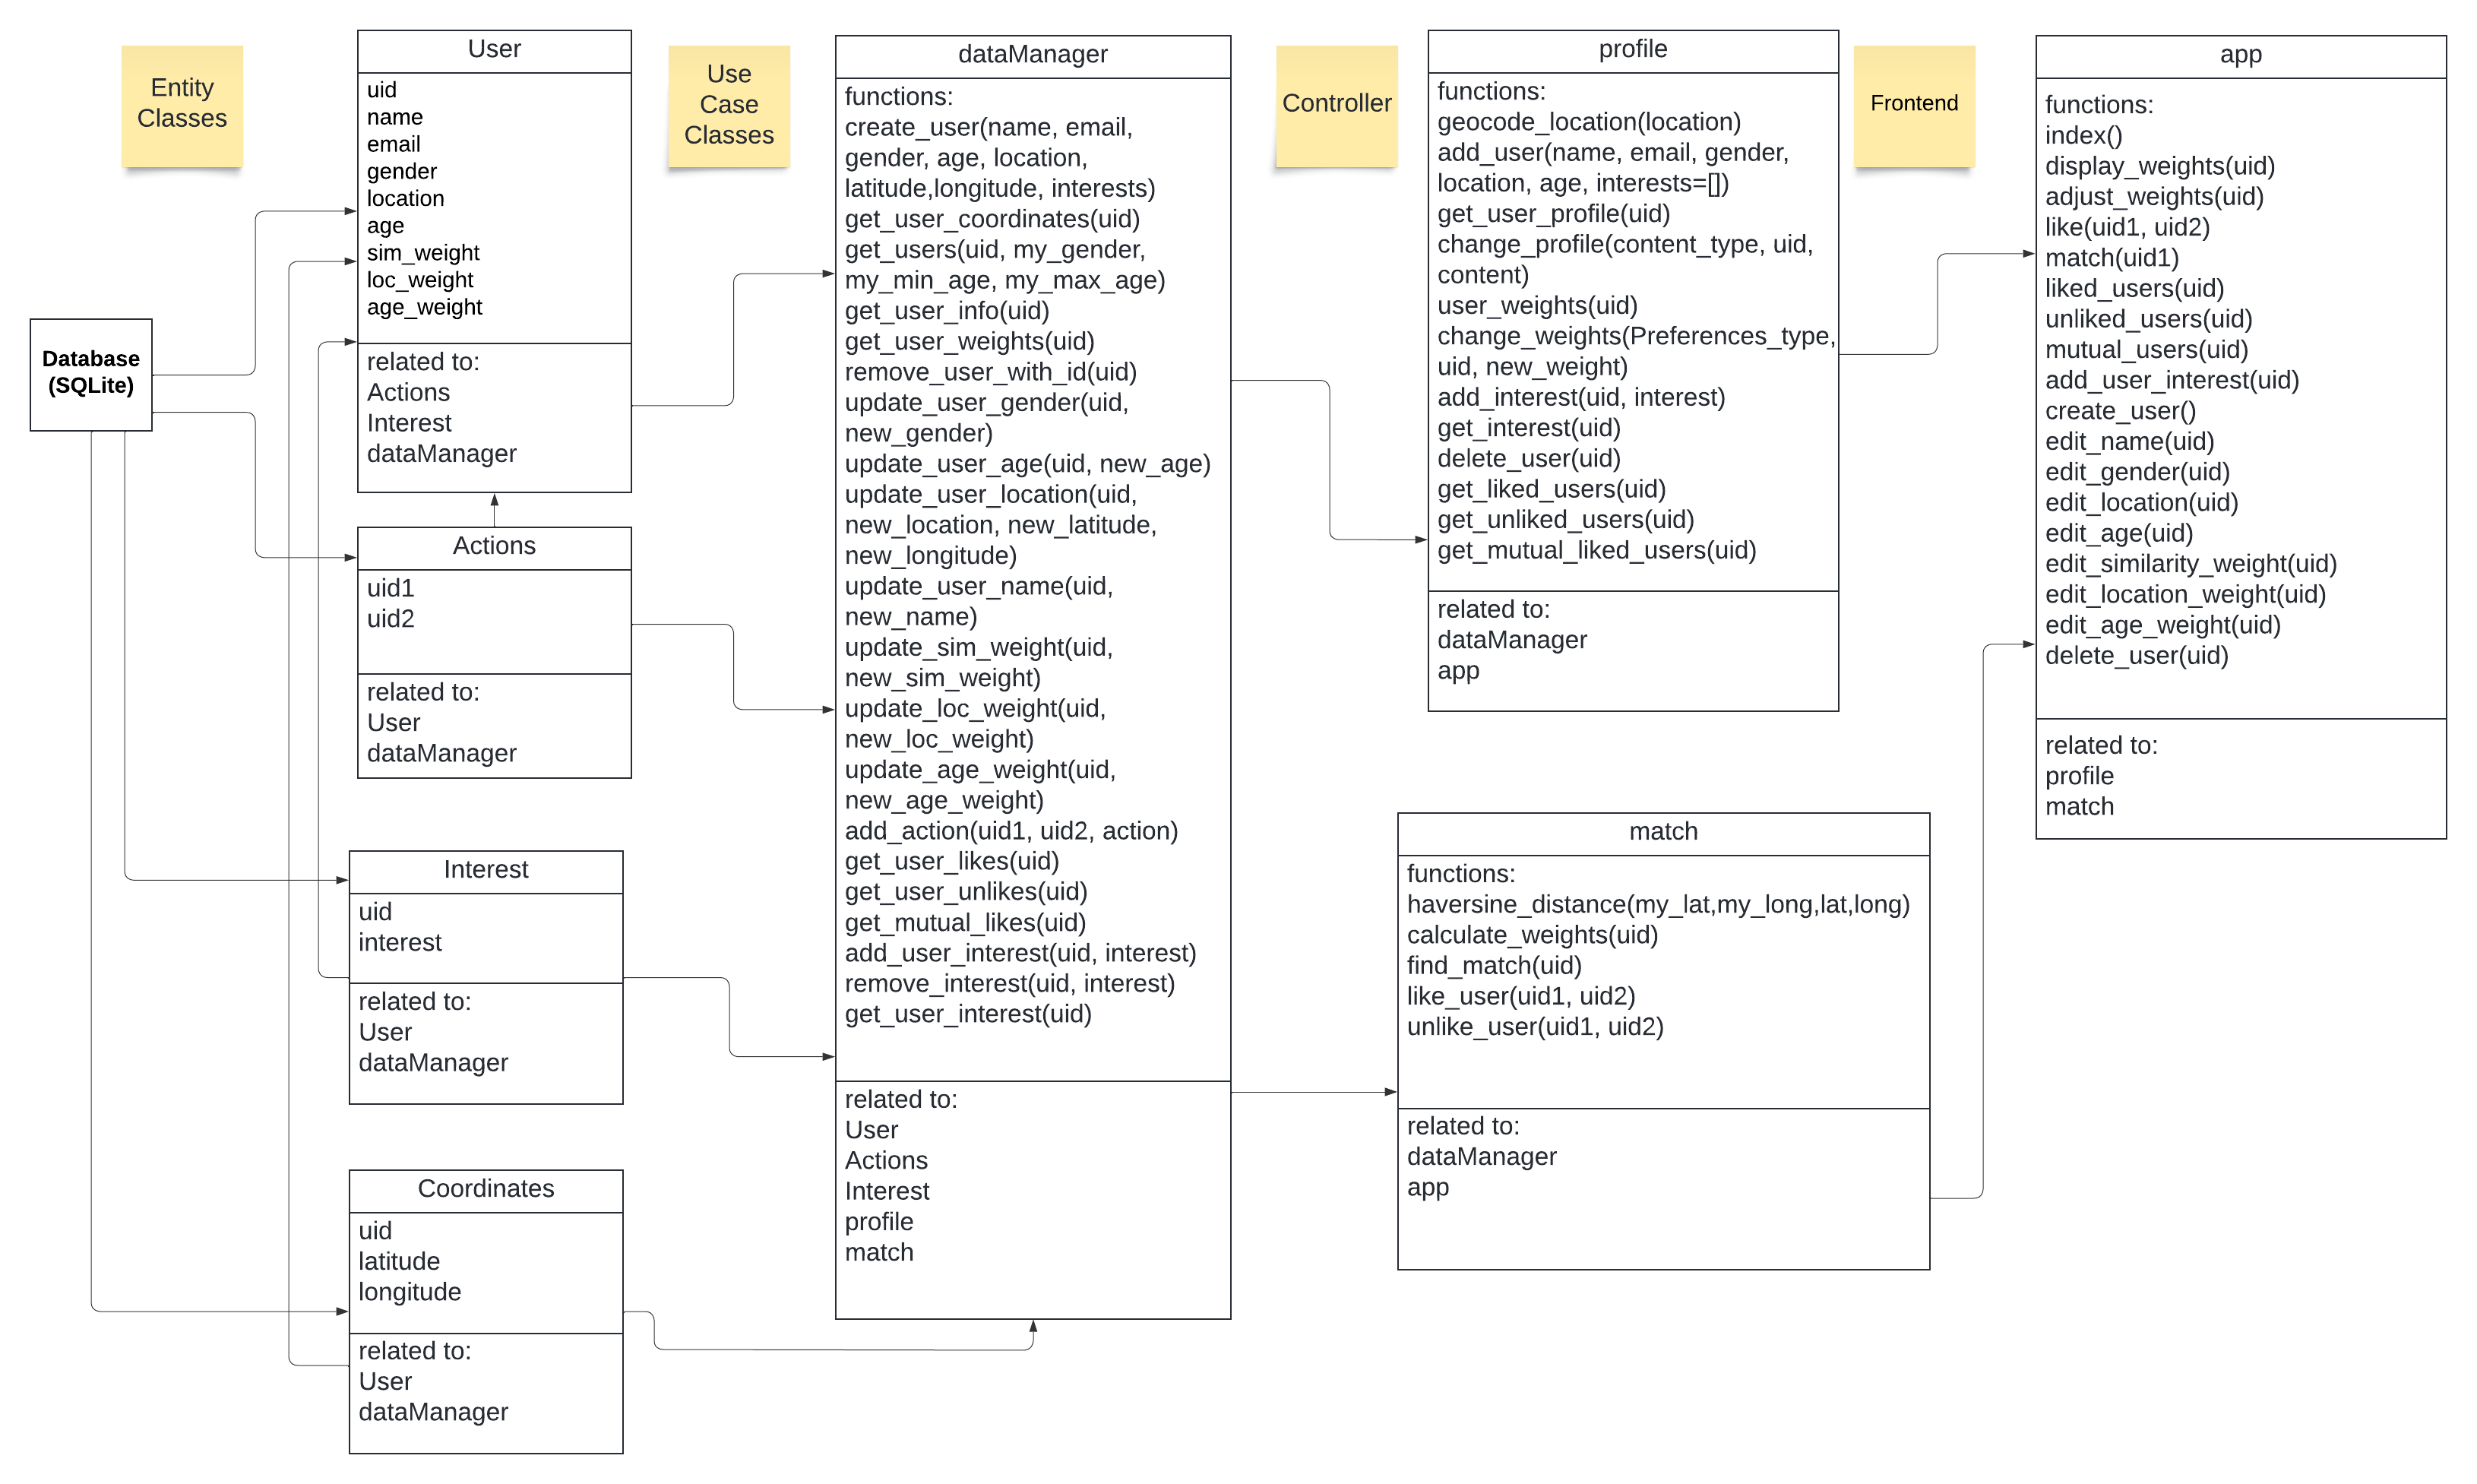 Entity
Classes
Database
(SQLite)
User
uid
name
email
gender
location
age
sim_weight
loc_weight
age_weight
related to:
Actions
Interest
dataManager
Actions
uid1
uid2
related to:
User
dataManager
Interest
uid
interest
related to:
User
dataManager
Coordinates
uid
latitude
longitude
related to:
User
dataManager
Use
Case
Classes
dataManager
functions:
create_user(name, email,
gender, age, location,
latitude,longitude, interests)
get_user_coordinates(uid)
get_users(uid, my_gender,
my_min_age, my_max_age)
get_user_info(uid)
get_user_weights(uid)
remove_user_with_id(uid)
update_user_gender(uid,
new_gender)
update_user_age(uid, new_age)
update_user_location(uid,
new_location, new_latitude,
new_longitude)
update_user_name(uid,
new_name)
update_sim_weight(uid,
new_sim_weight)
update_loc_weight(uid,
new_loc_weight)
update_age_weight(uid,
new_age_weight)
add_action(uid1, uid2, action)
get_user_likes(uid)
get_user_unlikes(uid)
get_mutual_likes(uid)
add_user_interest(uid, interest)
remove_interest(uid, interest)
get_user_interest(uid)
related to:
User
Actions
Interest
profile
match
Controller
profile
functions:
geocode_location(location)
add_user(name, email, gender,
location, age, interests=[])
get_user_profile(uid)
change_profile(content_type, uid,
content)
user_weights(uid)
change_weights(Preferences_type,
uid, new_weight)
add_interest(uid, interest)
get_interest(uid)
delete_user(uid)
get_liked_users(uid)
get_unliked_users(uid)
get_mutual_liked_users(uid)
related to:
dataManager
app
match
functions:
haversine_distance(my_lat,my_long,lat,long)
calculate_weights(uid)
find_match(uid)
like_user(uid1, uid2)
unlike_user(uid1, uid2)
related to:
dataManager
app
Frontend
app
functions:
index()
display_weights(uid)
adjust_weights(uid)
like(uid1, uid2)
match(uid1)
liked_users(uid)
unliked_users(uid)
mutual_users(uid)
add_user_interest(uid)
create_user()
edit_name(uid)
edit_gender(uid)
edit_location(uid)
edit_age(uid)
edit_similarity_weight(uid)
edit_location_weight(uid)
edit_age_weight(uid)
delete_user(uid)
related to:
profile
match